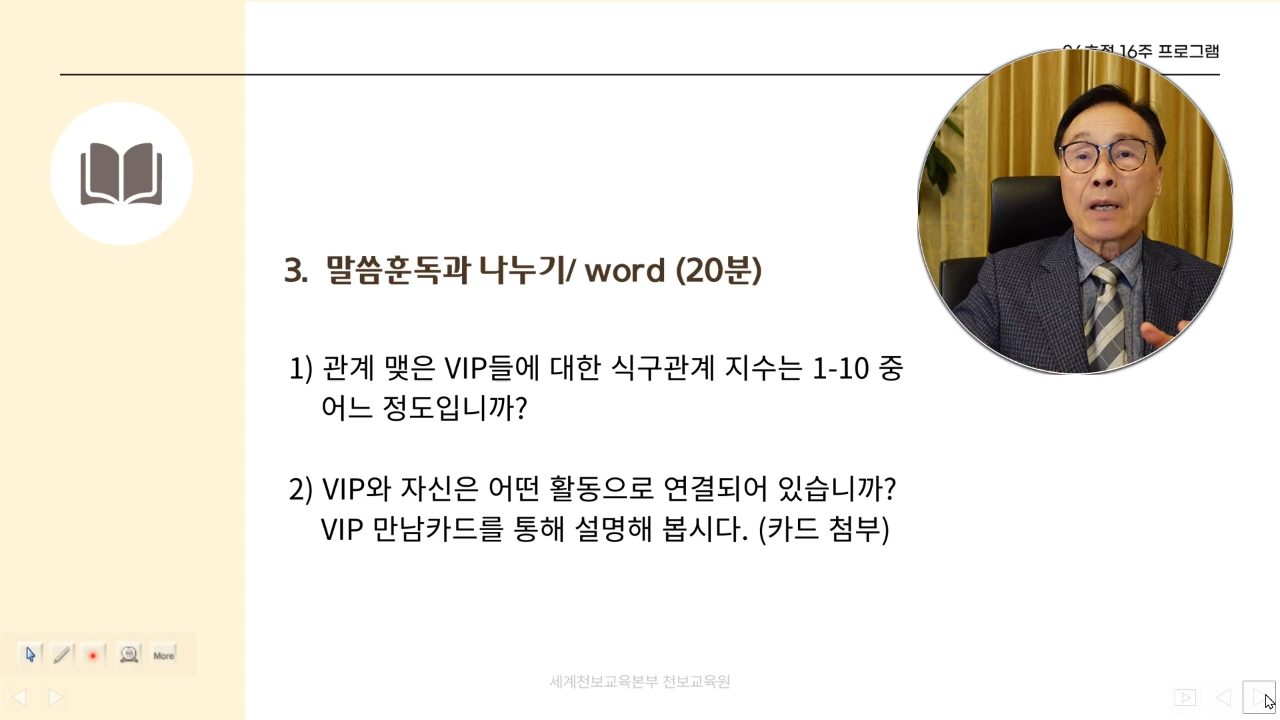 16주 프로그램
3. 말씀훈독과 나누기/ word (20분)
1) 관계 맺은 VIP들에 대한 식구관계 지수는 1-10 중
어느 정도입니까?
2) VIP와 자신은 어떤 활동으로 연결되어 있습니까?
VIP 만남카드를 통해 설명해 봅시다. (카드 첨부)
More
세계천보교육본부 천보교육원